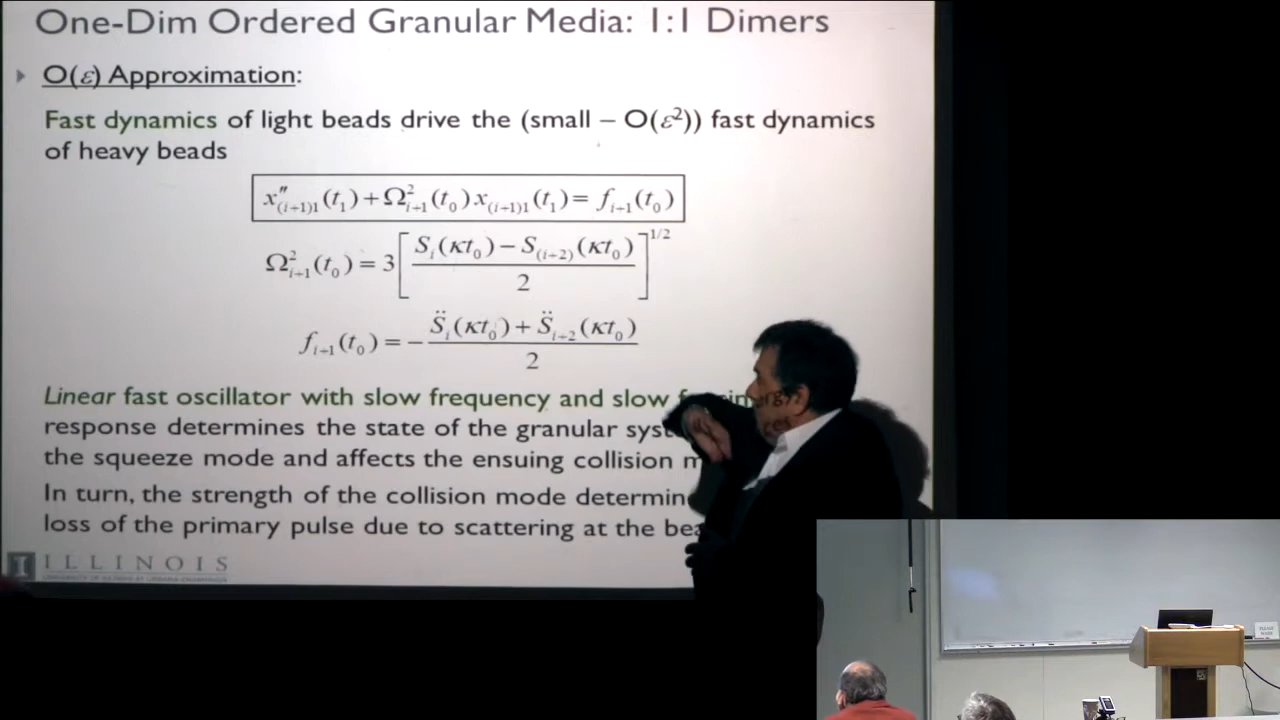 One-Dim Ordered Granular Media: 1:1 Dimers
O(ε) Approximation:
Fast dynamics of light beads drive the (small – O(ε²)) fast dynamics
of heavy beads
x″₍ᵢ₊₁₎₁(t₁) + Ω²ᵢ₊₁(t₀) x₍ᵢ₊₁₎₁(t₁) = fᵢ₊₁(t₀)
Ω²ᵢ₊₁(t₀) = 3 [ (Sᵢ(κt₀) − S₍ᵢ₊₂₎(κt₀)) / 2 ]^1/2
fᵢ₊₁(t₀) = − (S̈ᵢ(κt₀) + S̈ᵢ₊₂(κt₀)) / 2
Linear fast oscillator with slow frequency and slow
response determines the state of the granular
the squeeze mode and affects the ensuing collision
In turn, the strength of the collision mode
loss of the primary pulse due to scattering at the
I ILLINOIS